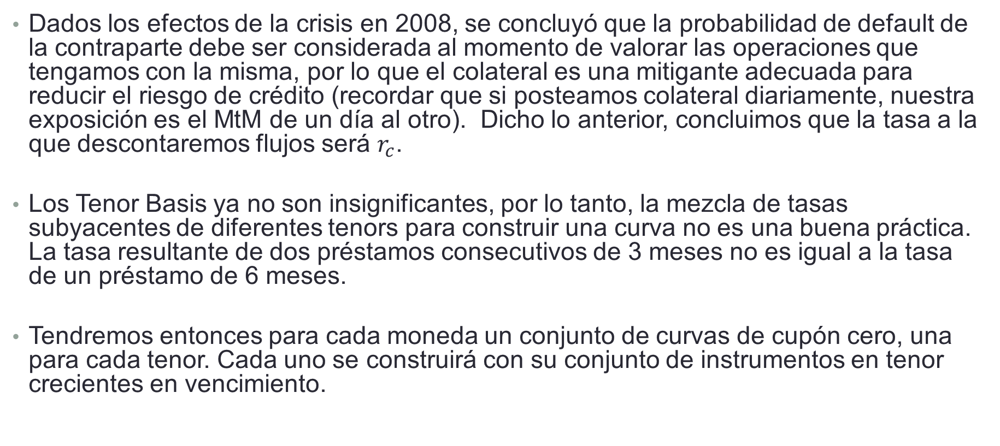 • Dados los efectos de la crisis en 2008, se concluyó que la probabilidad de default de
la contraparte debe ser considerada al momento de valorar las operaciones que
tengamos con la misma, por lo que el colateral es una mitigante adecuada para
reducir el riesgo de crédito (recordar que si posteamos colateral diariamente, nuestra
exposición es el MtM de un día al otro).  Dicho lo anterior, concluimos que la tasa a la
que descontaremos flujos será 𝑟𝑐.
• Los Tenor Basis ya no son insignificantes, por lo tanto, la mezcla de tasas
subyacentes de diferentes tenors para construir una curva no es una buena práctica.
La tasa resultante de dos préstamos consecutivos de 3 meses no es igual a la tasa
de un préstamo de 6 meses.
• Tendremos entonces para cada moneda un conjunto de curvas de cupón cero, una
para cada tenor. Cada uno se construirá con su conjunto de instrumentos en tenor
crecientes en vencimiento.